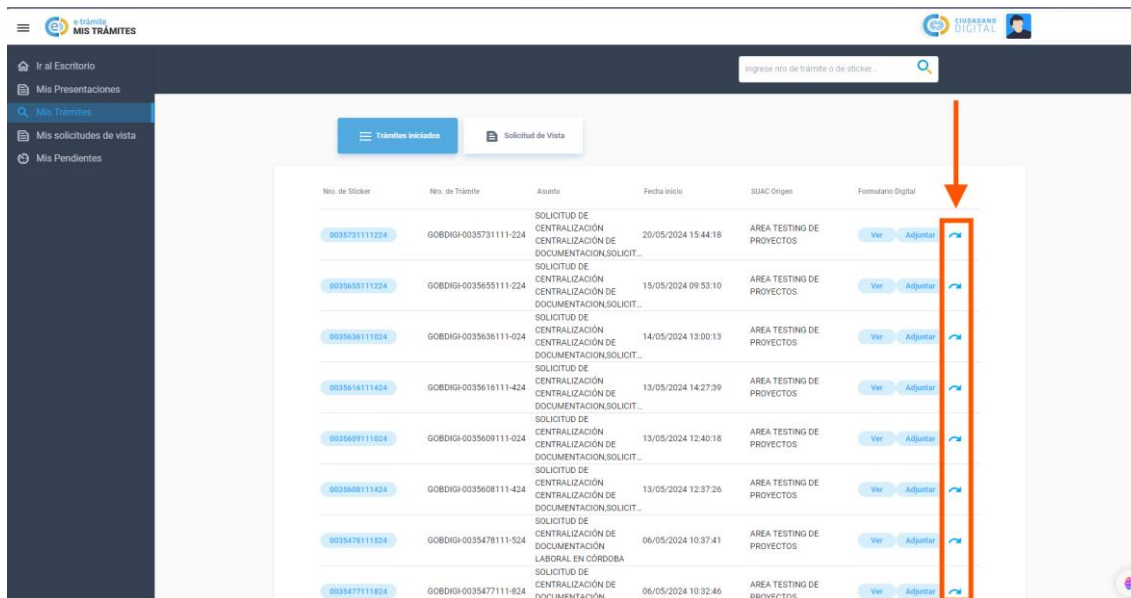 e-trámite
MIS TRÁMITES
CIUDADANO
DIGITAL
Ir al Escritorio
Mis Presentaciones
Mis Trámites
Mis solicitudes de vista
Mis Pendientes
Ingrese nro de trámite o de sticker...
Trámites iniciados
Solicitud de Vista
Nro. de Sticker Nro. de Trámite Asunto Fecha inicio SUAC Origen Formulario Digital
0035731111224 GOBDIGI-0035731111-224 SOLICITUD DE CENTRALIZACIÓN CENTRALIZACIÓN DE DOCUMENTACION,SOLICIT... 20/05/2024 15:44:18 AREA TESTING DE PROYECTOS Ver Adjuntar
0035655111224 GOBDIGI-0035655111-224 SOLICITUD DE CENTRALIZACIÓN CENTRALIZACIÓN DE DOCUMENTACION,SOLICIT... 15/05/2024 09:53:10 AREA TESTING DE PROYECTOS Ver Adjuntar
0035636111024 GOBDIGI-0035636111-024 SOLICITUD DE CENTRALIZACIÓN CENTRALIZACIÓN DE DOCUMENTACION,SOLICIT... 14/05/2024 13:00:13 AREA TESTING DE PROYECTOS Ver Adjuntar
0035616111424 GOBDIGI-0035616111-424 SOLICITUD DE CENTRALIZACIÓN CENTRALIZACIÓN DE DOCUMENTACION,SOLICIT... 13/05/2024 14:27:39 AREA TESTING DE PROYECTOS Ver Adjuntar
0035609111024 GOBDIGI-0035609111-024 SOLICITUD DE CENTRALIZACIÓN CENTRALIZACIÓN DE DOCUMENTACION,SOLICIT... 13/05/2024 12:40:18 AREA TESTING DE PROYECTOS Ver Adjuntar
0035608111424 GOBDIGI-0035608111-424 SOLICITUD DE CENTRALIZACIÓN CENTRALIZACIÓN DE DOCUMENTACION,SOLICIT... 13/05/2024 12:37:26 AREA TESTING DE PROYECTOS Ver Adjuntar
0035478111524 GOBDIGI-0035478111-524 SOLICITUD DE CENTRALIZACIÓN DE DOCUMENTACIÓN LABORAL EN CÓRDOBA 06/05/2024 10:37:41 AREA TESTING DE PROYECTOS Ver Adjuntar
0035477111824 GOBDIGI-0035477111-824 SOLICITUD DE CENTRALIZACIÓN DE DOCUMENTACIÓN 06/05/2024 10:32:46 AREA TESTING DE PROYECTOS Ver Adjuntar